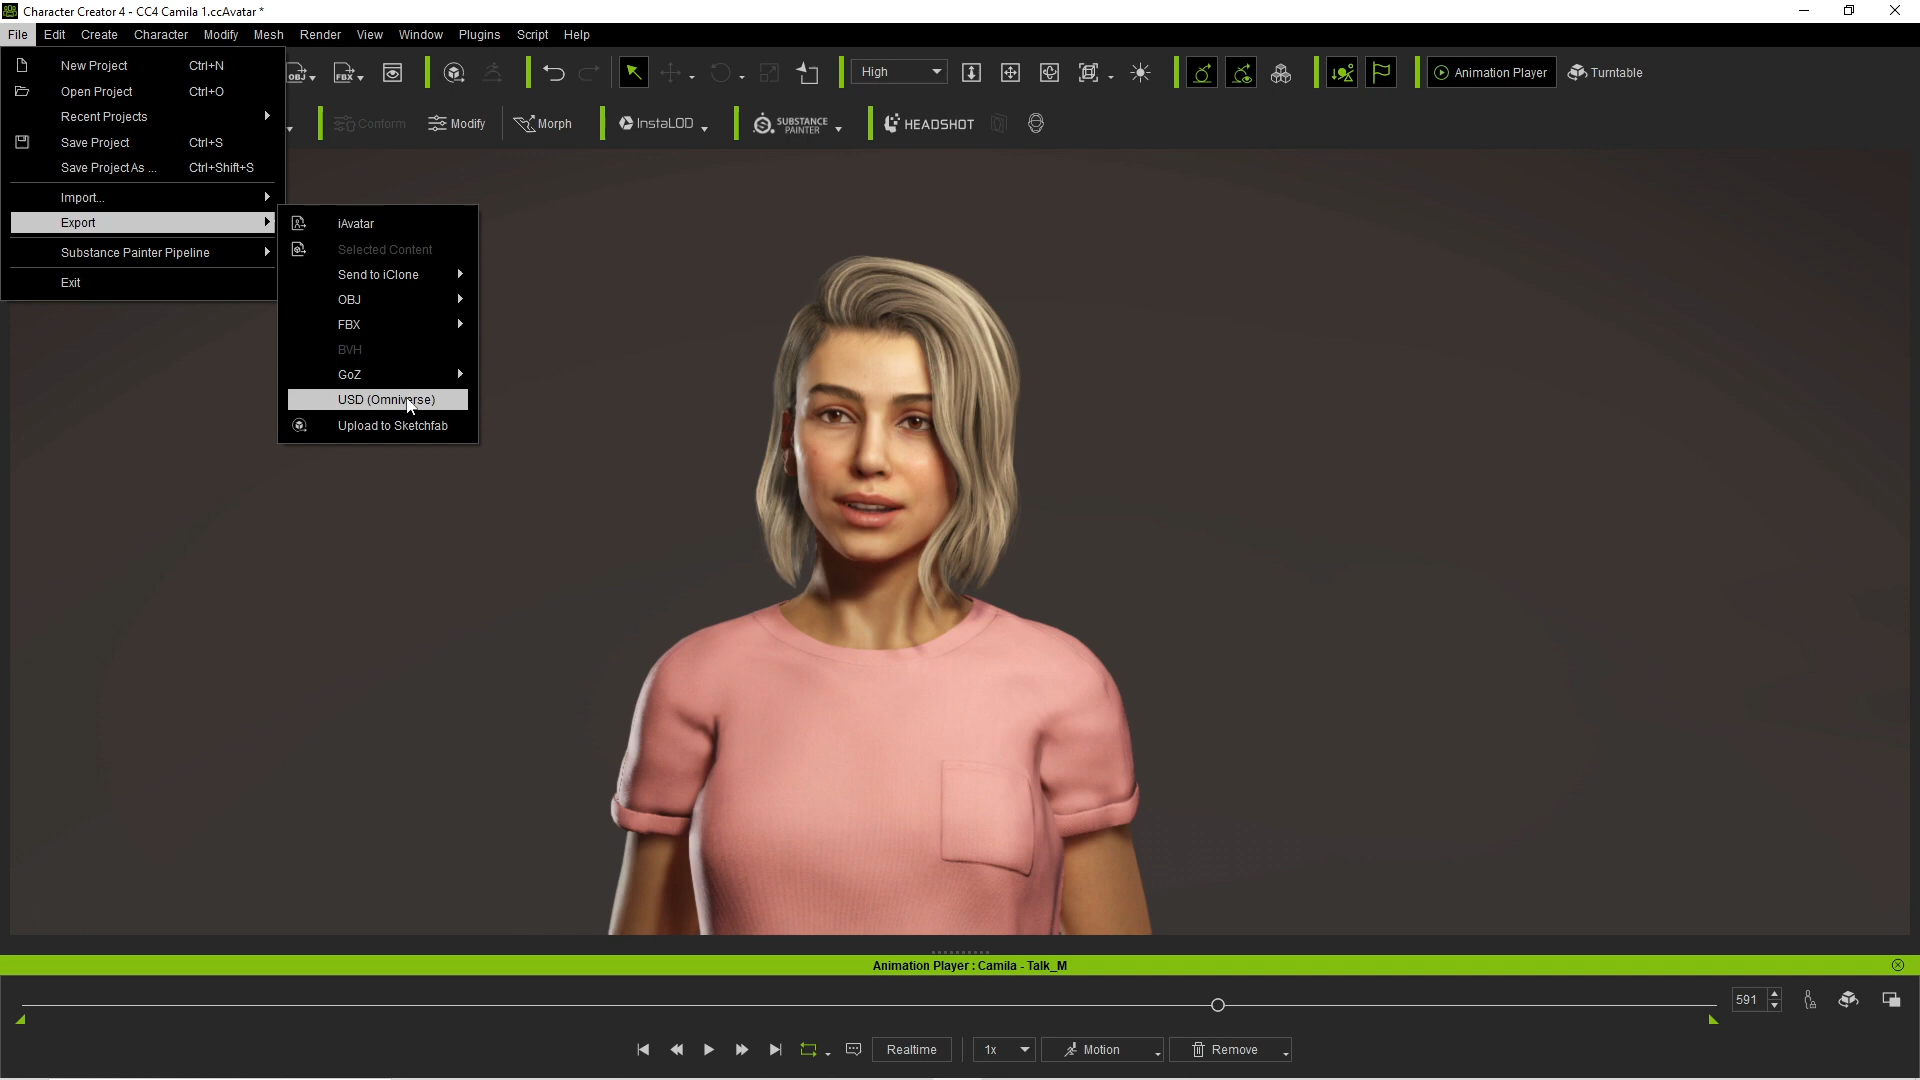 Character Creator 4 - CC4 Camila 1.ccAvatar *
File Edit Create Character Modify Mesh Render View Window Plugins Script Help
New Project Ctrl+N
Open Project Ctrl+O
Recent Projects
Save Project Ctrl+S
Save Project As ... Ctrl+Shift+S
Import...
Export
Substance Painter Pipeline
Exit
iAvatar
Selected Content
Send to iClone
OBJ
FBX
BVH
GoZ
USD (Omniverse)
Upload to Sketchfab
OBJ FBX High Animation Player Turntable
Conform Modify Morph InstaLOD SUBSTANCE PAINTER HEADSHOT
Animation Player : Camila - Talk_M
591
Realtime 1x Motion Remove